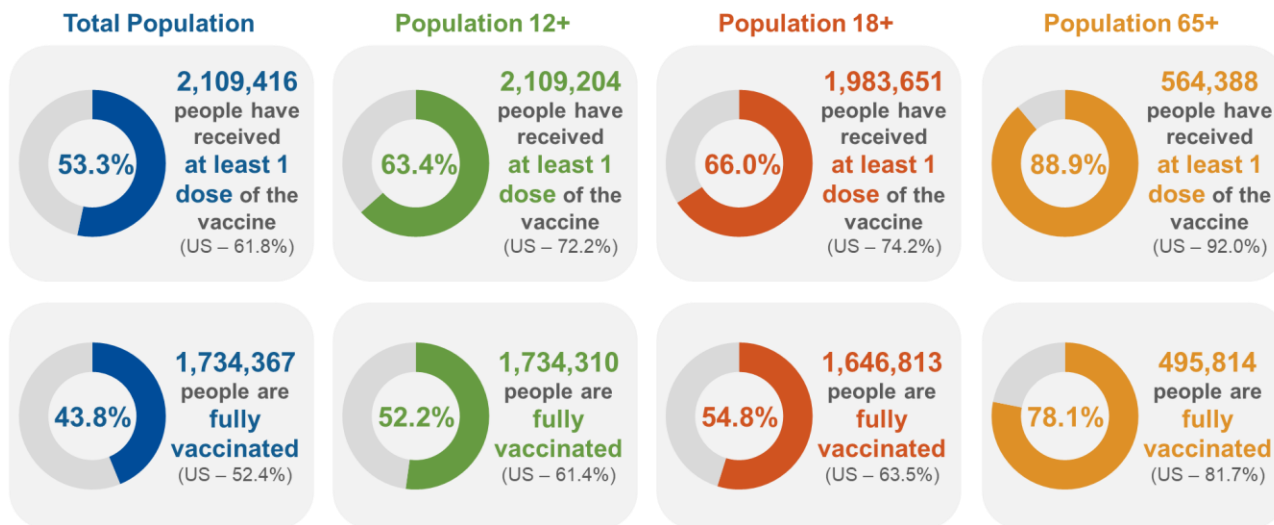 Total Population
Population 12+
Population 18+
Population 65+
53.3%
2,109,416
people have
received
at least 1
dose of the
vaccine
(US – 61.8%)
63.4%
2,109,204
people have
received
at least 1
dose of the
vaccine
(US – 72.2%)
66.0%
1,983,651
people have
received
at least 1
dose of the
vaccine
(US – 74.2%)
88.9%
564,388
people have
received
at least 1
dose of the
vaccine
(US – 92.0%)
43.8%
1,734,367
people are
fully
vaccinated
(US – 52.4%)
52.2%
1,734,310
people are
fully
vaccinated
(US – 61.4%)
54.8%
1,646,813
people are
fully
vaccinated
(US – 63.5%)
78.1%
495,814
people are
fully
vaccinated
(US – 81.7%)